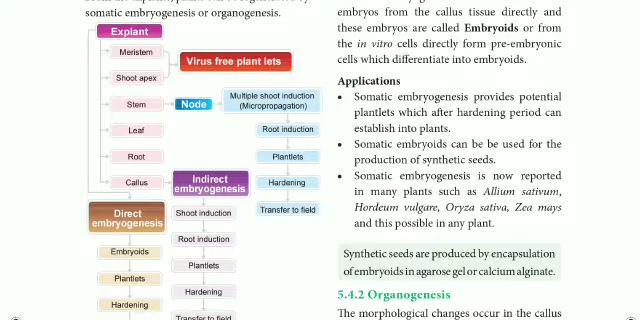 somatic embryogenesis or organogenesis.
Explant
Meristem
Shoot apex
Virus free plant lets
Stem
Node
Multiple shoot induction
(Micropropagation)
Leaf
Root induction
Root
Plantlets
Callus
Indirect
embryogenesis
Hardening
Transfer to field
Direct
embryogenesis
Shoot induction
Root induction
Embryoids
Plantlets
Plantlets
Hardening
Hardening
Transfer to field
embryos from the callus tissue directly and
these embryos are called Embryoids or from
the in vitro cells directly form pre-embryonic
cells which differentiate into embryoids.
Applications
• Somatic embryogenesis provides potential
plantlets which after hardening period can
establish into plants.
• Somatic embryoids can be be used for the
production of synthetic seeds.
• Somatic embryogenesis is now reported
in many plants such as Allium sativum,
Hordeum vulgare, Oryza sativa, Zea mays
and this possible in any plant.
Synthetic seeds are produced by encapsulation
of embryoids in agarose gel or calcium alginate.
5.4.2 Organogenesis
The morphological changes occur in the callus